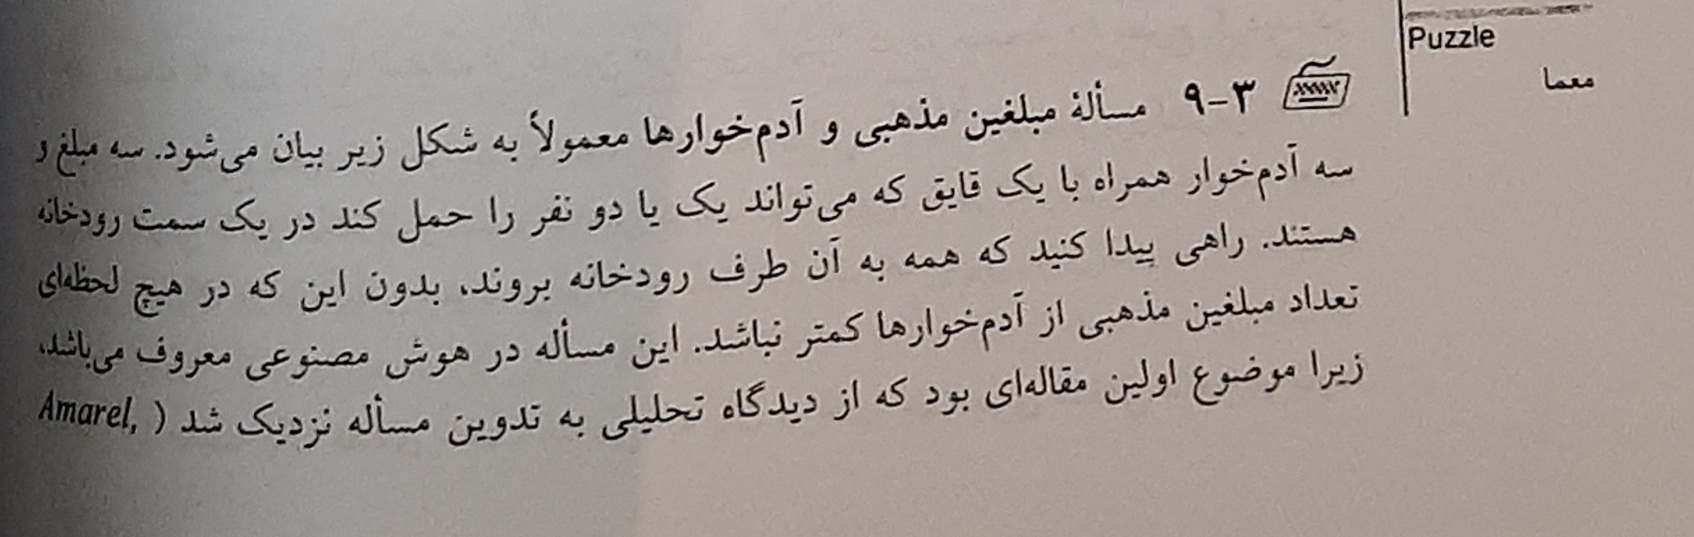 Puzzle
معما
۹-۳ مسألهٔ مبلغین مذهبی و آدم‌خوارها معمولاً به شکل زیر بیان می‌شود. سه مبلغ و
سه آدم‌خوار همراه با یک قایق که می‌تواند یک یا دو نفر را حمل کند در یک سمت رودخانه
هستند. راهی پیدا کنید که همه به آن طرف رودخانه بروند، بدون این که در هیچ لحظه‌ای
تعداد مبلغین مذهبی از آدم‌خوارها کمتر نباشد. این مسأله در هوش مصنوعی معروف می‌باشد،
زیرا موضوع اولین مقاله‌ای بود که از دیدگاه تحلیلی به تدوین مسأله نزدیک شد ( Amarel,